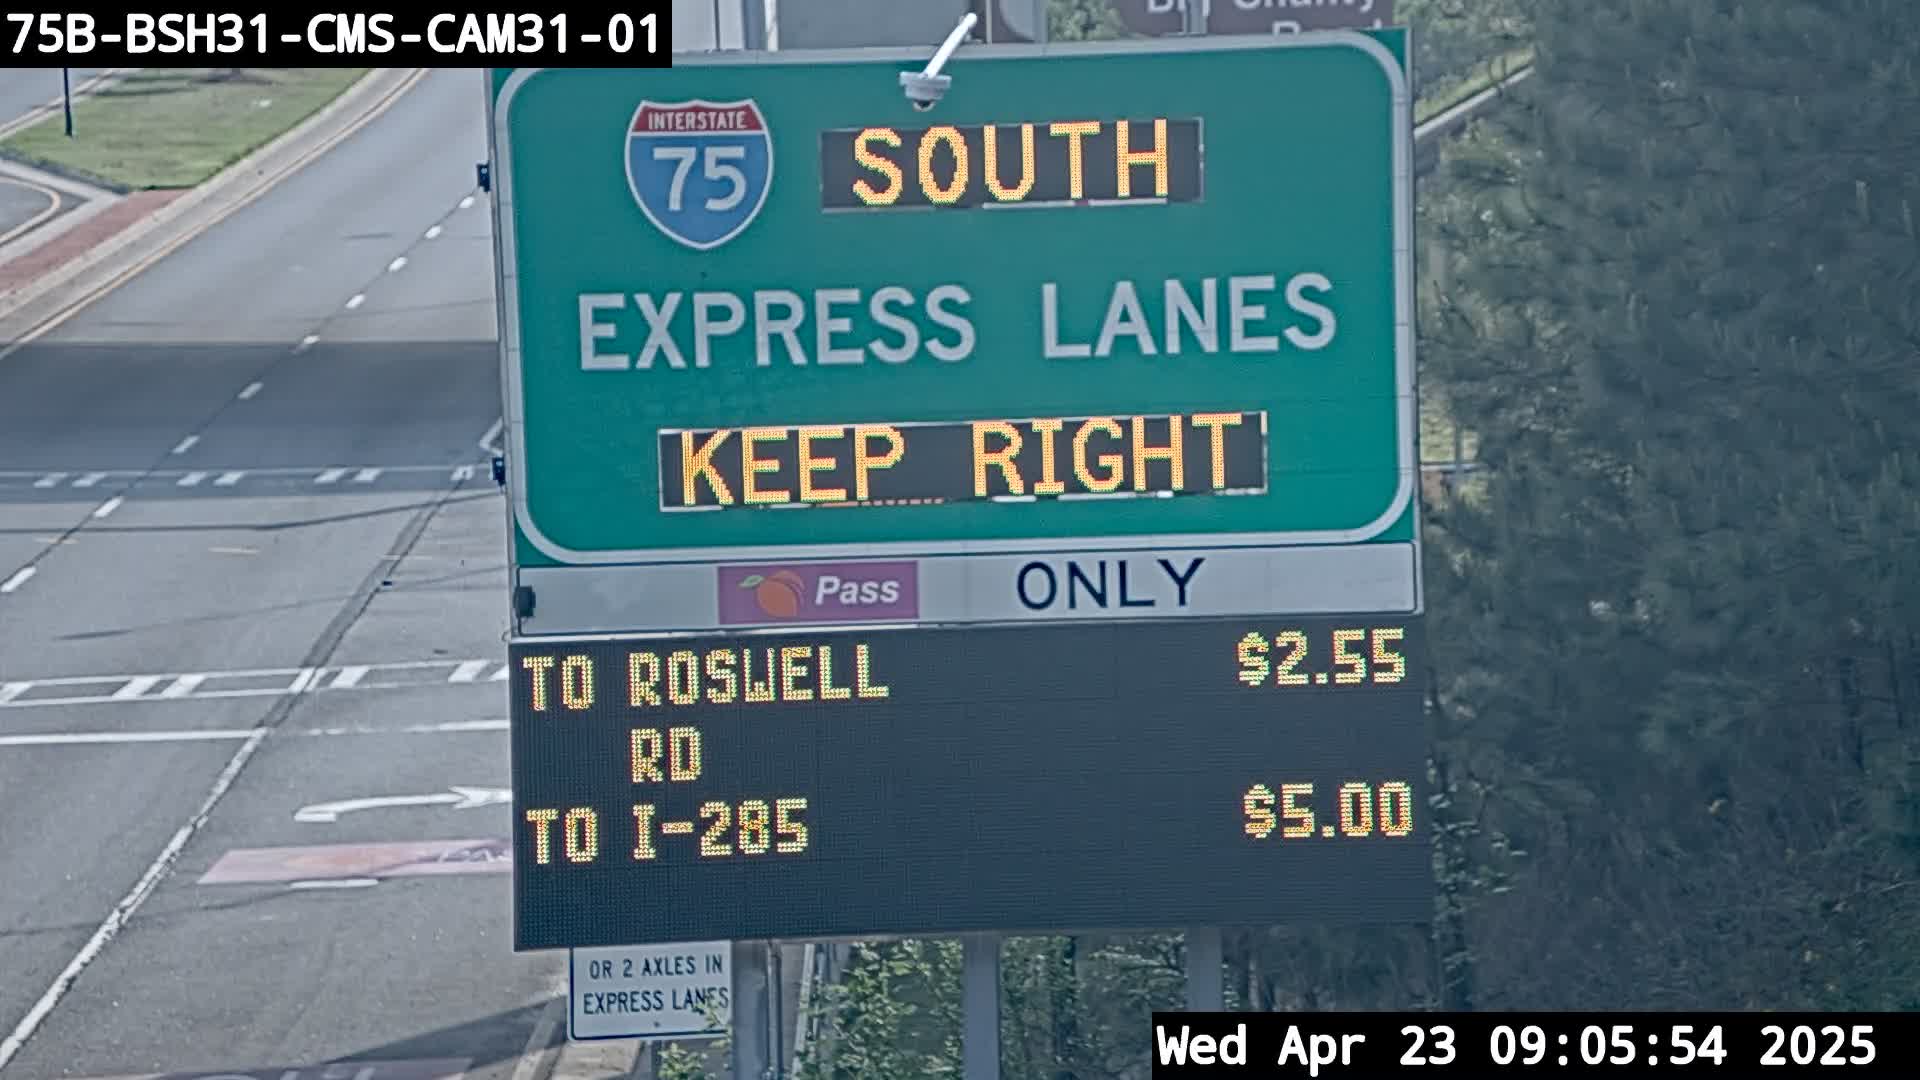 75B-BSH31-CMS-CAM31-01
Road
INTERSTATE
75
SOUTH
EXPRESS LANES
KEEP RIGHT
Pass ONLY
TO ROSWELL $2.55
RD
TO I-285 $5.00
OR 2 AXLES IN
EXPRESS LANES
Wed Apr 23 09:05:54 2025